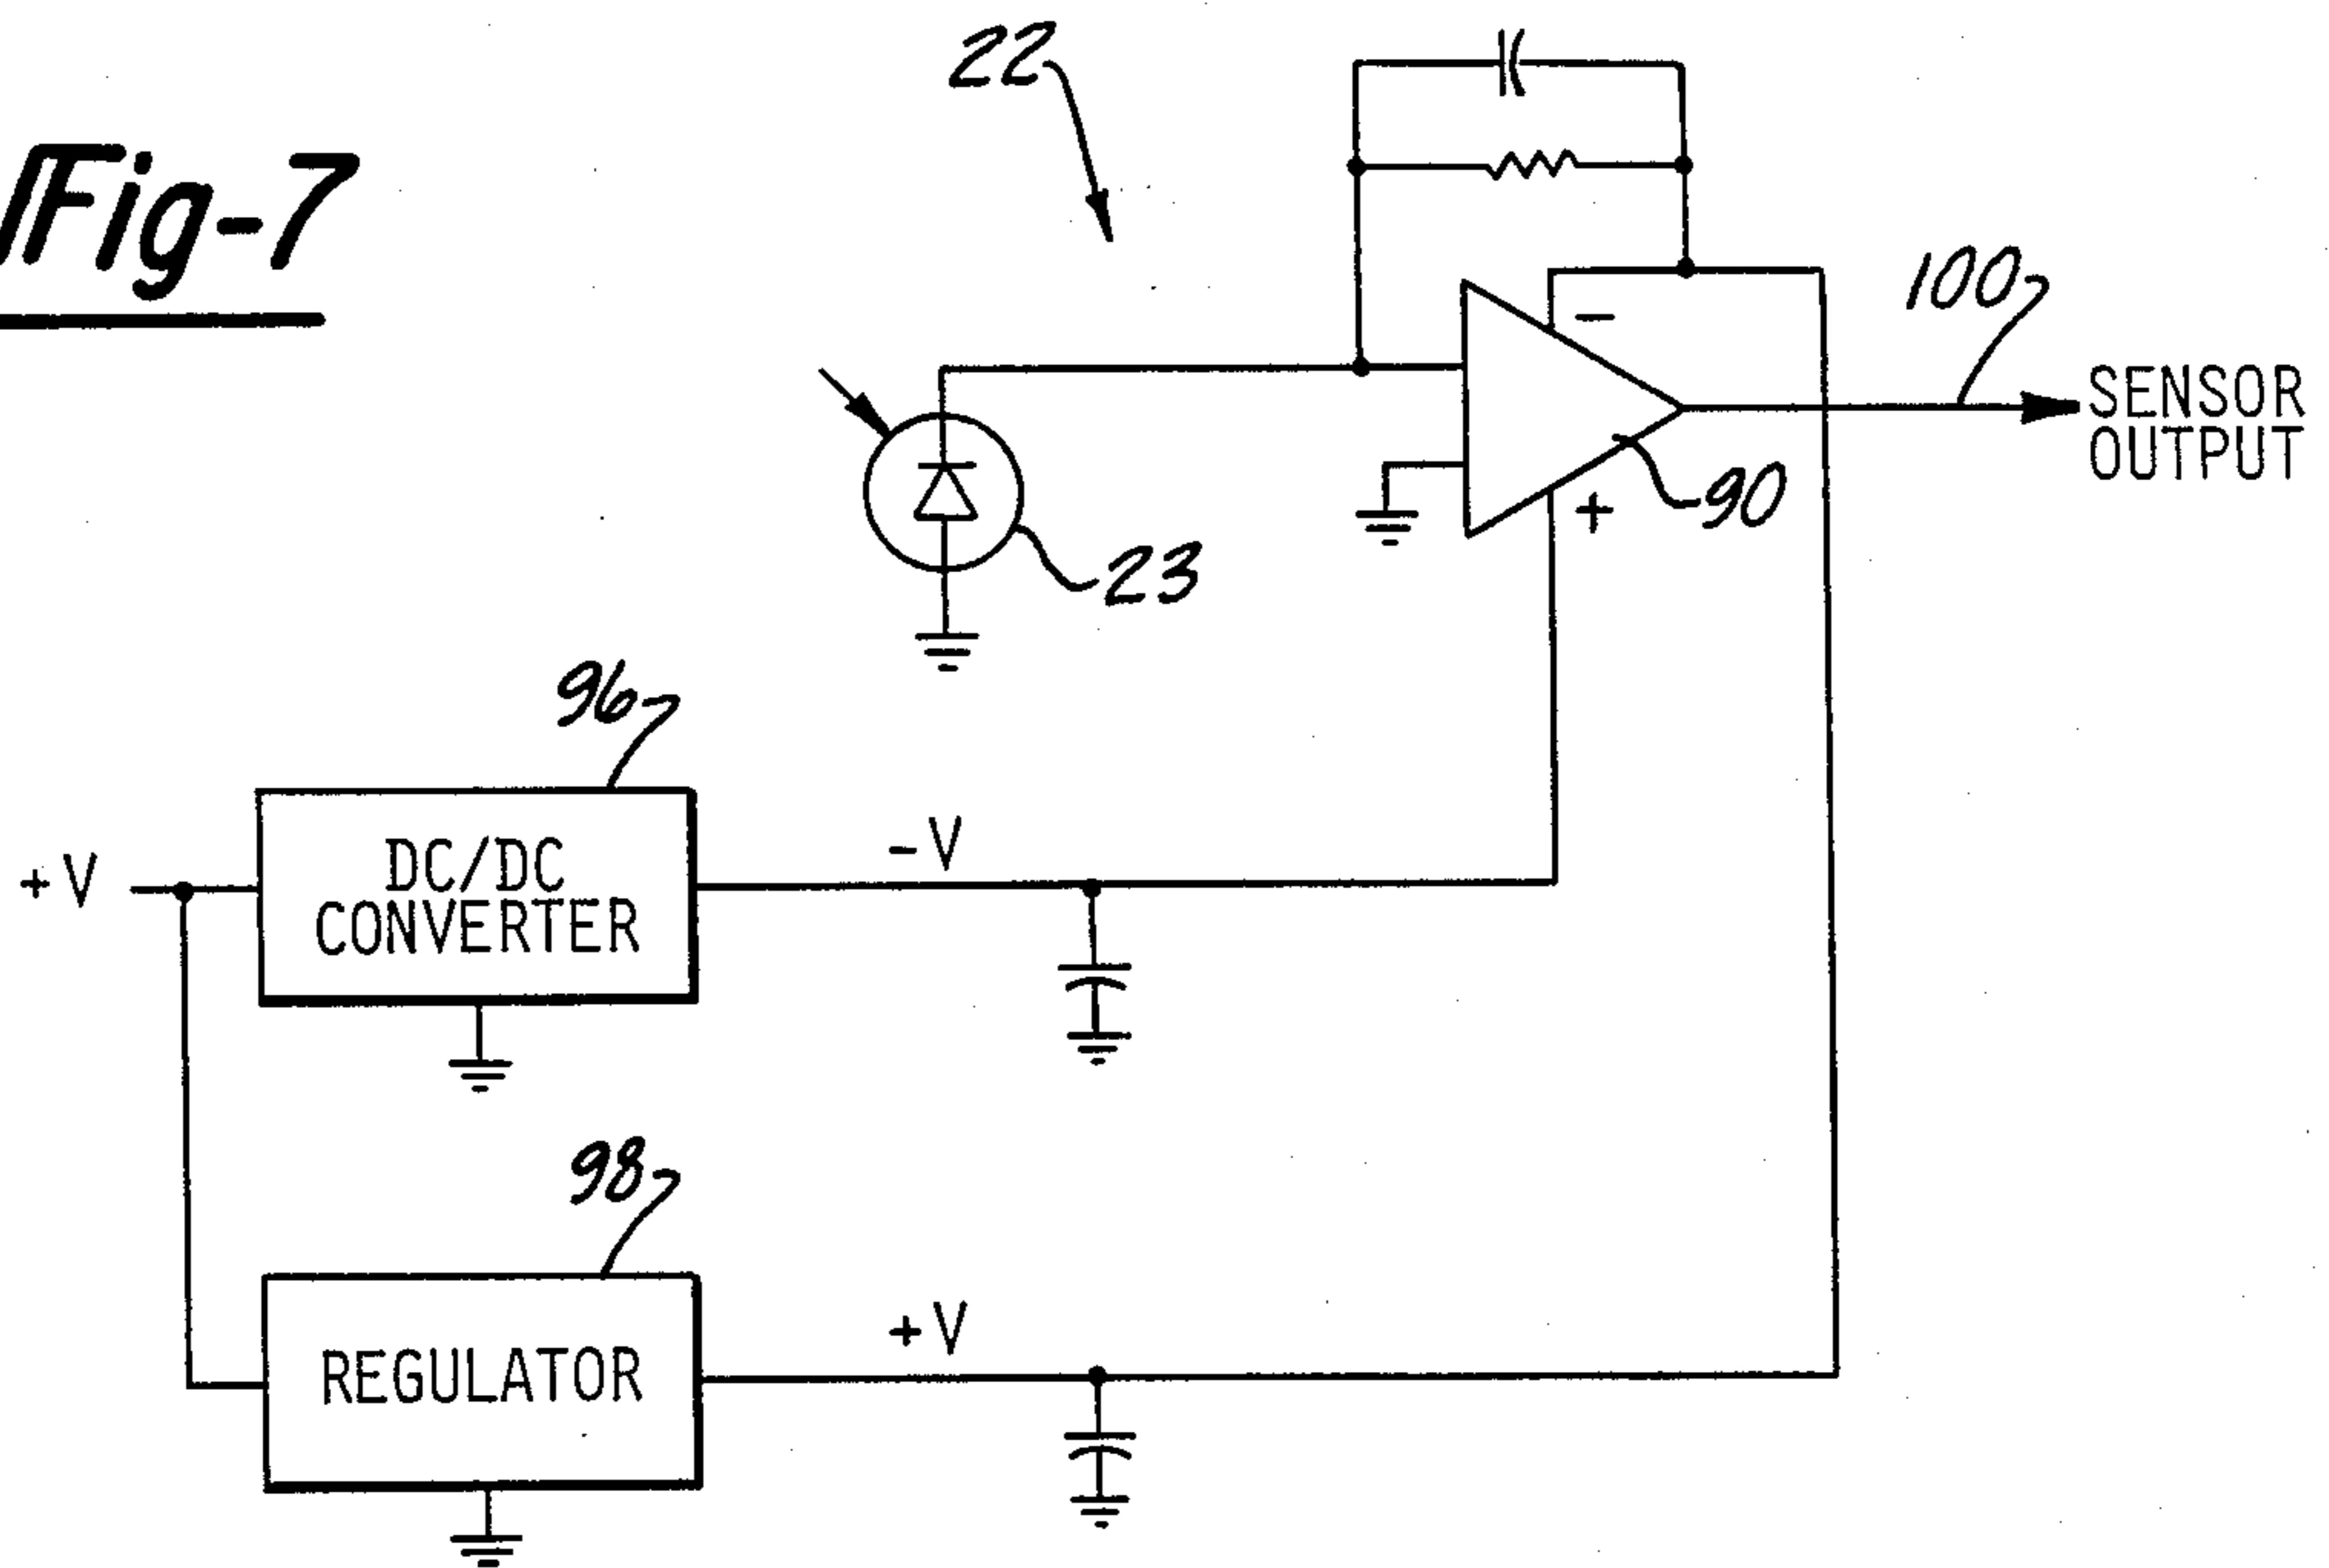 Fig-7
22
100
SENSOR
OUTPUT
-
+
90
23
96
+V
DC/DC
CONVERTER
-V
98
REGULATOR
+V